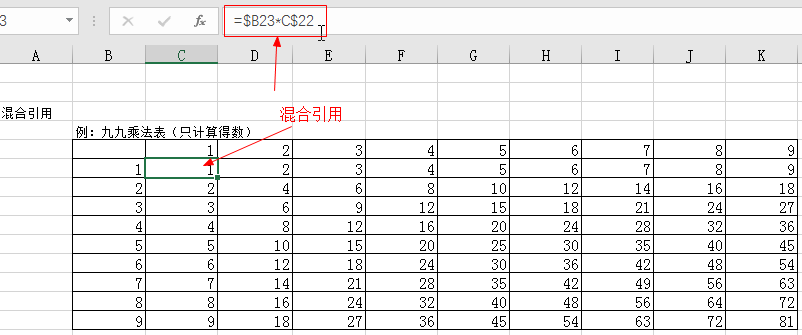 3 fx =$B23*C$22
A B C D E F G H I J K
混合引用 混合引用
例：九九乘法表（只计算得数）
1 2 3 4 5 6 7 8 9
1 1 2 3 4 5 6 7 8 9
2 2 4 6 8 10 12 14 16 18
3 3 6 9 12 15 18 21 24 27
4 4 8 12 16 20 24 28 32 36
5 5 10 15 20 25 30 35 40 45
6 6 12 18 24 30 36 42 48 54
7 7 14 21 28 35 42 49 56 63
8 8 16 24 32 40 48 56 64 72
9 9 18 27 36 45 54 63 72 81